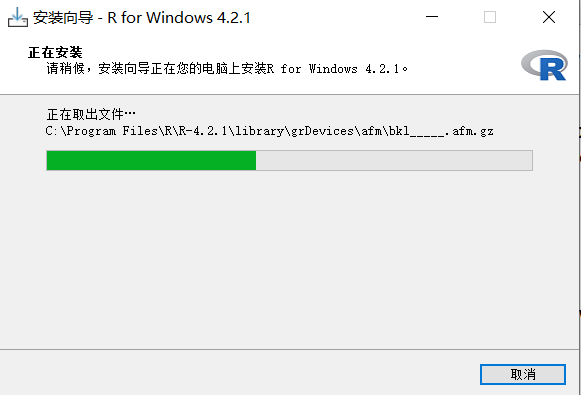 安装向导 - R for Windows 4.2.1
正在安装
请稍候，安装向导正在您的电脑上安装R for Windows 4.2.1。
R
正在取出文件…
C:\Program Files\R\R-4.2.1\library\grDevices\afm\bkl_____.afm.gz
取消